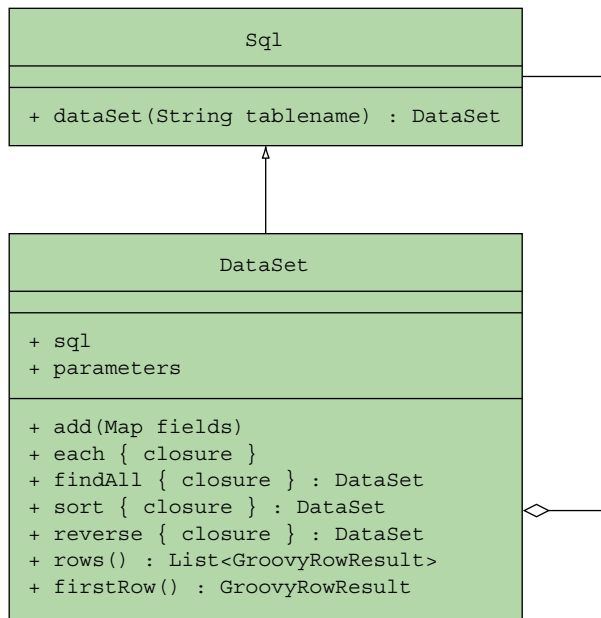 Sql
+ dataSet(String tablename) : DataSet
DataSet
+ sql
+ parameters
+ add(Map fields)
+ each { closure }
+ findAll { closure } : DataSet
+ sort { closure } : DataSet
+ reverse { closure } : DataSet
+ rows() : List<GroovyRowResult>
+ firstRow() : GroovyRowResult